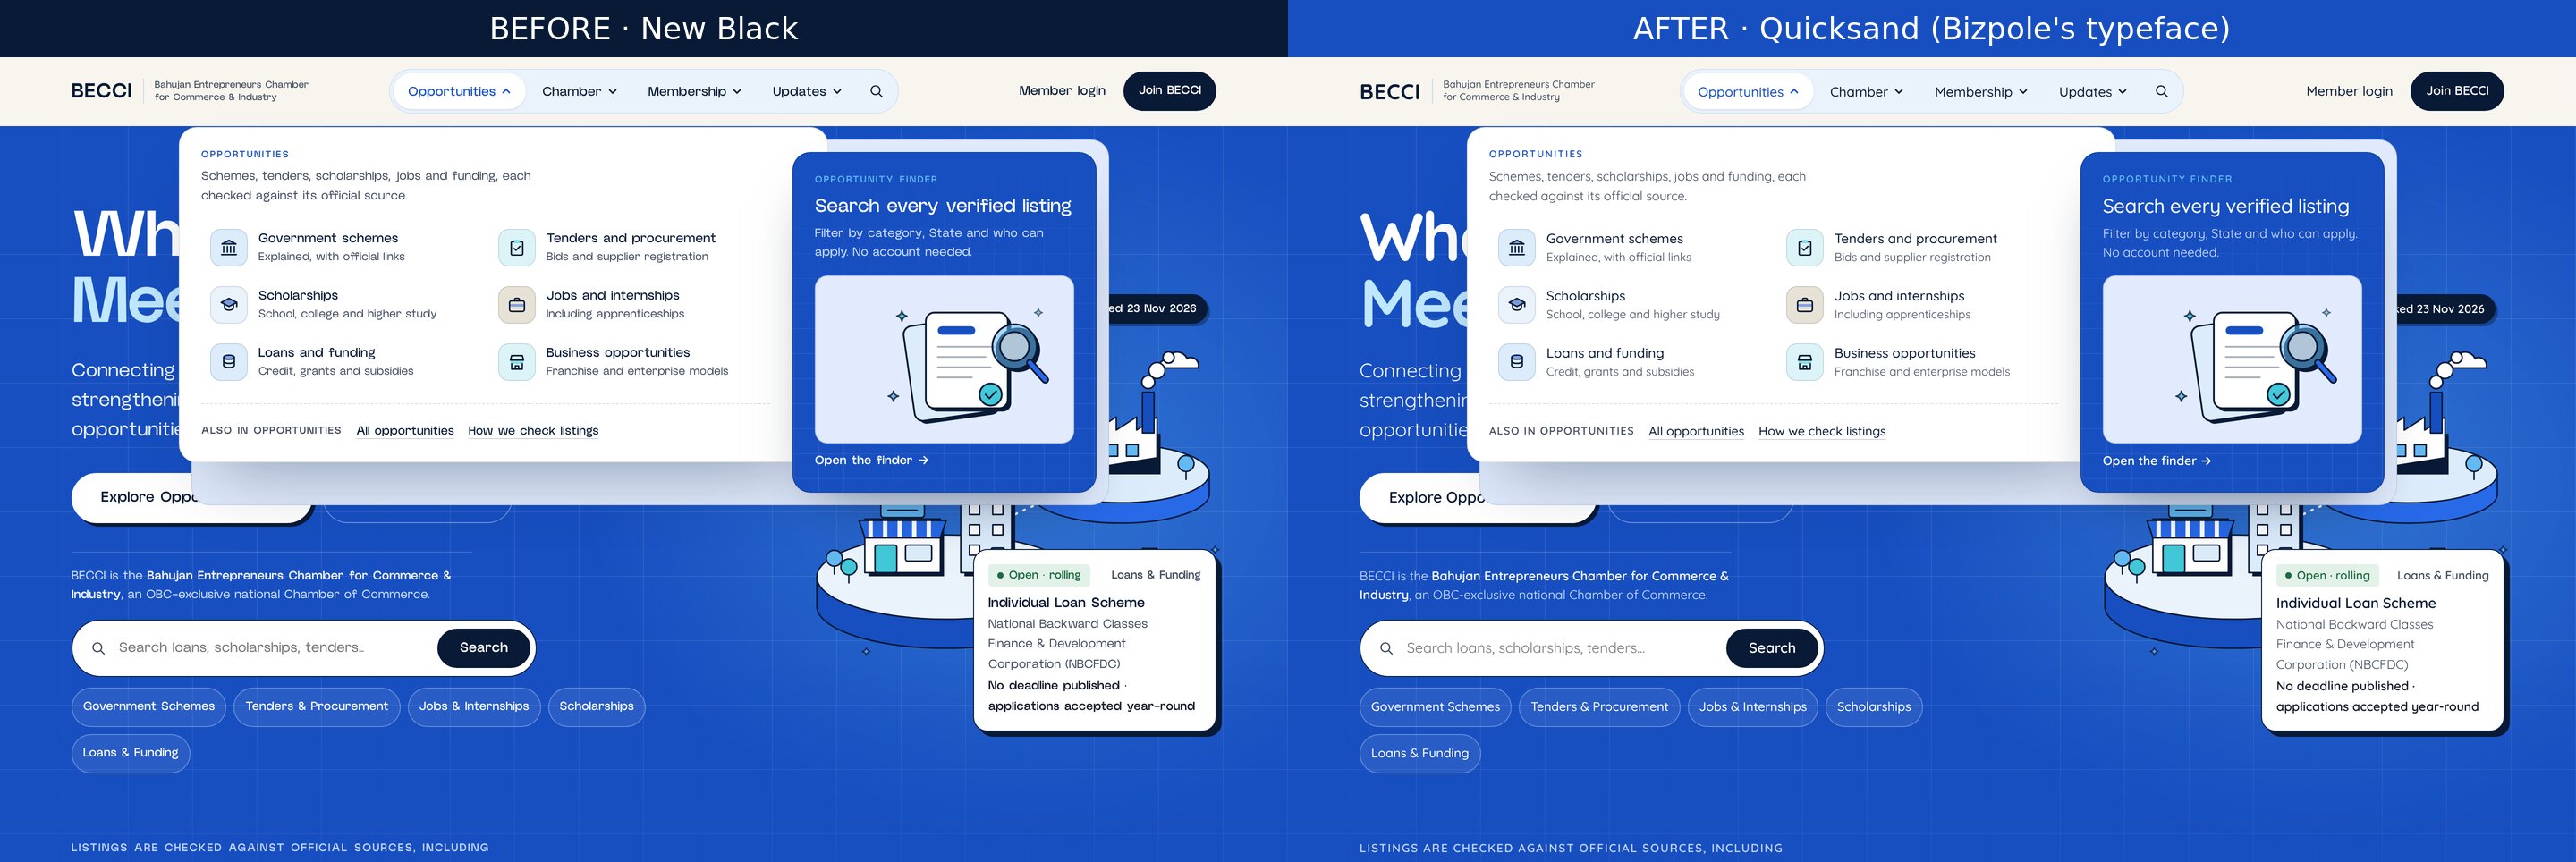 BEFORE · New Black
BECCI
Bahujan Entrepreneurs Chamber
for Commerce & Industry
Opportunities
Chamber
Membership
Updates
Member login
Join BECCI
OPPORTUNITIES
Schemes, tenders, scholarships, jobs and funding, each
checked against its official source.
Government schemes
Explained, with official links
Tenders and procurement
Bids and supplier registration
Scholarships
School, college and higher study
Jobs and internships
Including apprenticeships
Loans and funding
Credit, grants and subsidies
Business opportunities
Franchise and enterprise models
ALSO IN OPPORTUNITIES
All opportunities
How we check listings
OPPORTUNITY FINDER
Search every verified listing
Filter by category, State and who can
apply. No account needed.
Open the finder →
23 Nov 2026
Connecting
Explore
BECCI is the Bahujan Entrepreneurs Chamber for Commerce &
Industry, an OBC-exclusive national Chamber of Commerce.
Search loans, scholarships, tenders…
Search
Government Schemes
Tenders & Procurement
Jobs & Internships
Scholarships
Loans & Funding
Open · rolling
Loans & Funding
Individual Loan Scheme
National Backward Classes
Finance & Development
Corporation (NBCFDC)
No deadline published ·
applications accepted year-round
LISTINGS ARE CHECKED AGAINST OFFICIAL SOURCES, INCLUDING
AFTER · Quicksand (Bizpole's typeface)
BECCI
Bahujan Entrepreneurs Chamber
for Commerce & Industry
Opportunities
Chamber
Membership
Updates
Member login
Join BECCI
OPPORTUNITIES
Schemes, tenders, scholarships, jobs and funding, each
checked against its official source.
Government schemes
Explained, with official links
Tenders and procurement
Bids and supplier registration
Scholarships
School, college and higher study
Jobs and internships
Including apprenticeships
Loans and funding
Credit, grants and subsidies
Business opportunities
Franchise and enterprise models
ALSO IN OPPORTUNITIES
All opportunities
How we check listings
OPPORTUNITY FINDER
Search every verified listing
Filter by category, State and who can apply.
No account needed.
Open the finder →
23 Nov 2026
Connecting
Explore
BECCI is the Bahujan Entrepreneurs Chamber for Commerce &
Industry, an OBC-exclusive national Chamber of Commerce.
Search loans, scholarships, tenders...
Search
Government Schemes
Tenders & Procurement
Jobs & Internships
Scholarships
Loans & Funding
Open · rolling
Loans & Funding
Individual Loan Scheme
National Backward Classes
Finance & Development
Corporation (NBCFDC)
No deadline published ·
applications accepted year-round
LISTINGS ARE CHECKED AGAINST OFFICIAL SOURCES, INCLUDING